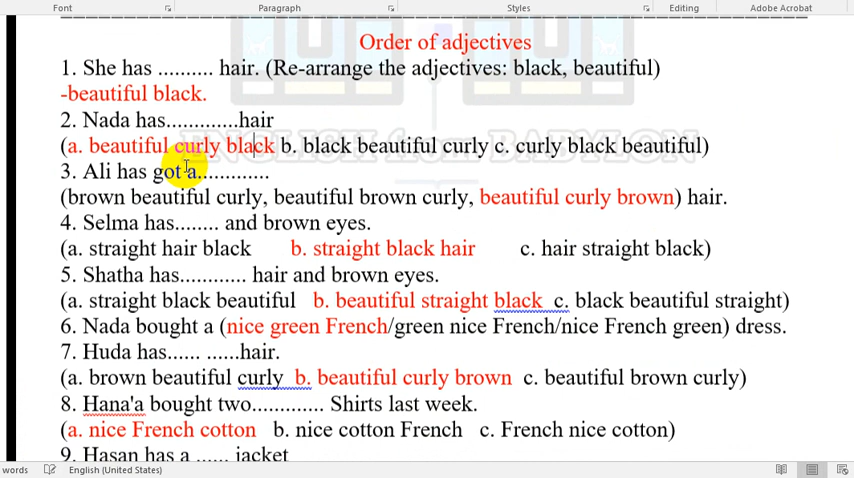 Font Paragraph Styles Editing Adobe Acrobat
Order of adjectives
1. She has .......... hair. (Re-arrange the adjectives: black, beautiful)
-beautiful black.
2. Nada has.............hair
(a. beautiful curly black b. black beautiful curly c. curly black beautiful)
3. Ali has got a.............
(brown beautiful curly, beautiful brown curly, beautiful curly brown) hair.
4. Selma has........ and brown eyes.
(a. straight hair black b. straight black hair c. hair straight black)
5. Shatha has............ hair and brown eyes.
(a. straight black beautiful b. beautiful straight black c. black beautiful straight)
6. Nada bought a (nice green French/green nice French/nice French green) dress.
7. Huda has...... ......hair.
(a. brown beautiful curly b. beautiful curly brown c. beautiful brown curly)
8. Hana'a bought two............. Shirts last week.
(a. nice French cotton b. nice cotton French c. French nice cotton)
9. Hasan has a ...... jacket
ENGLISH from BABYLON
words English (United States)